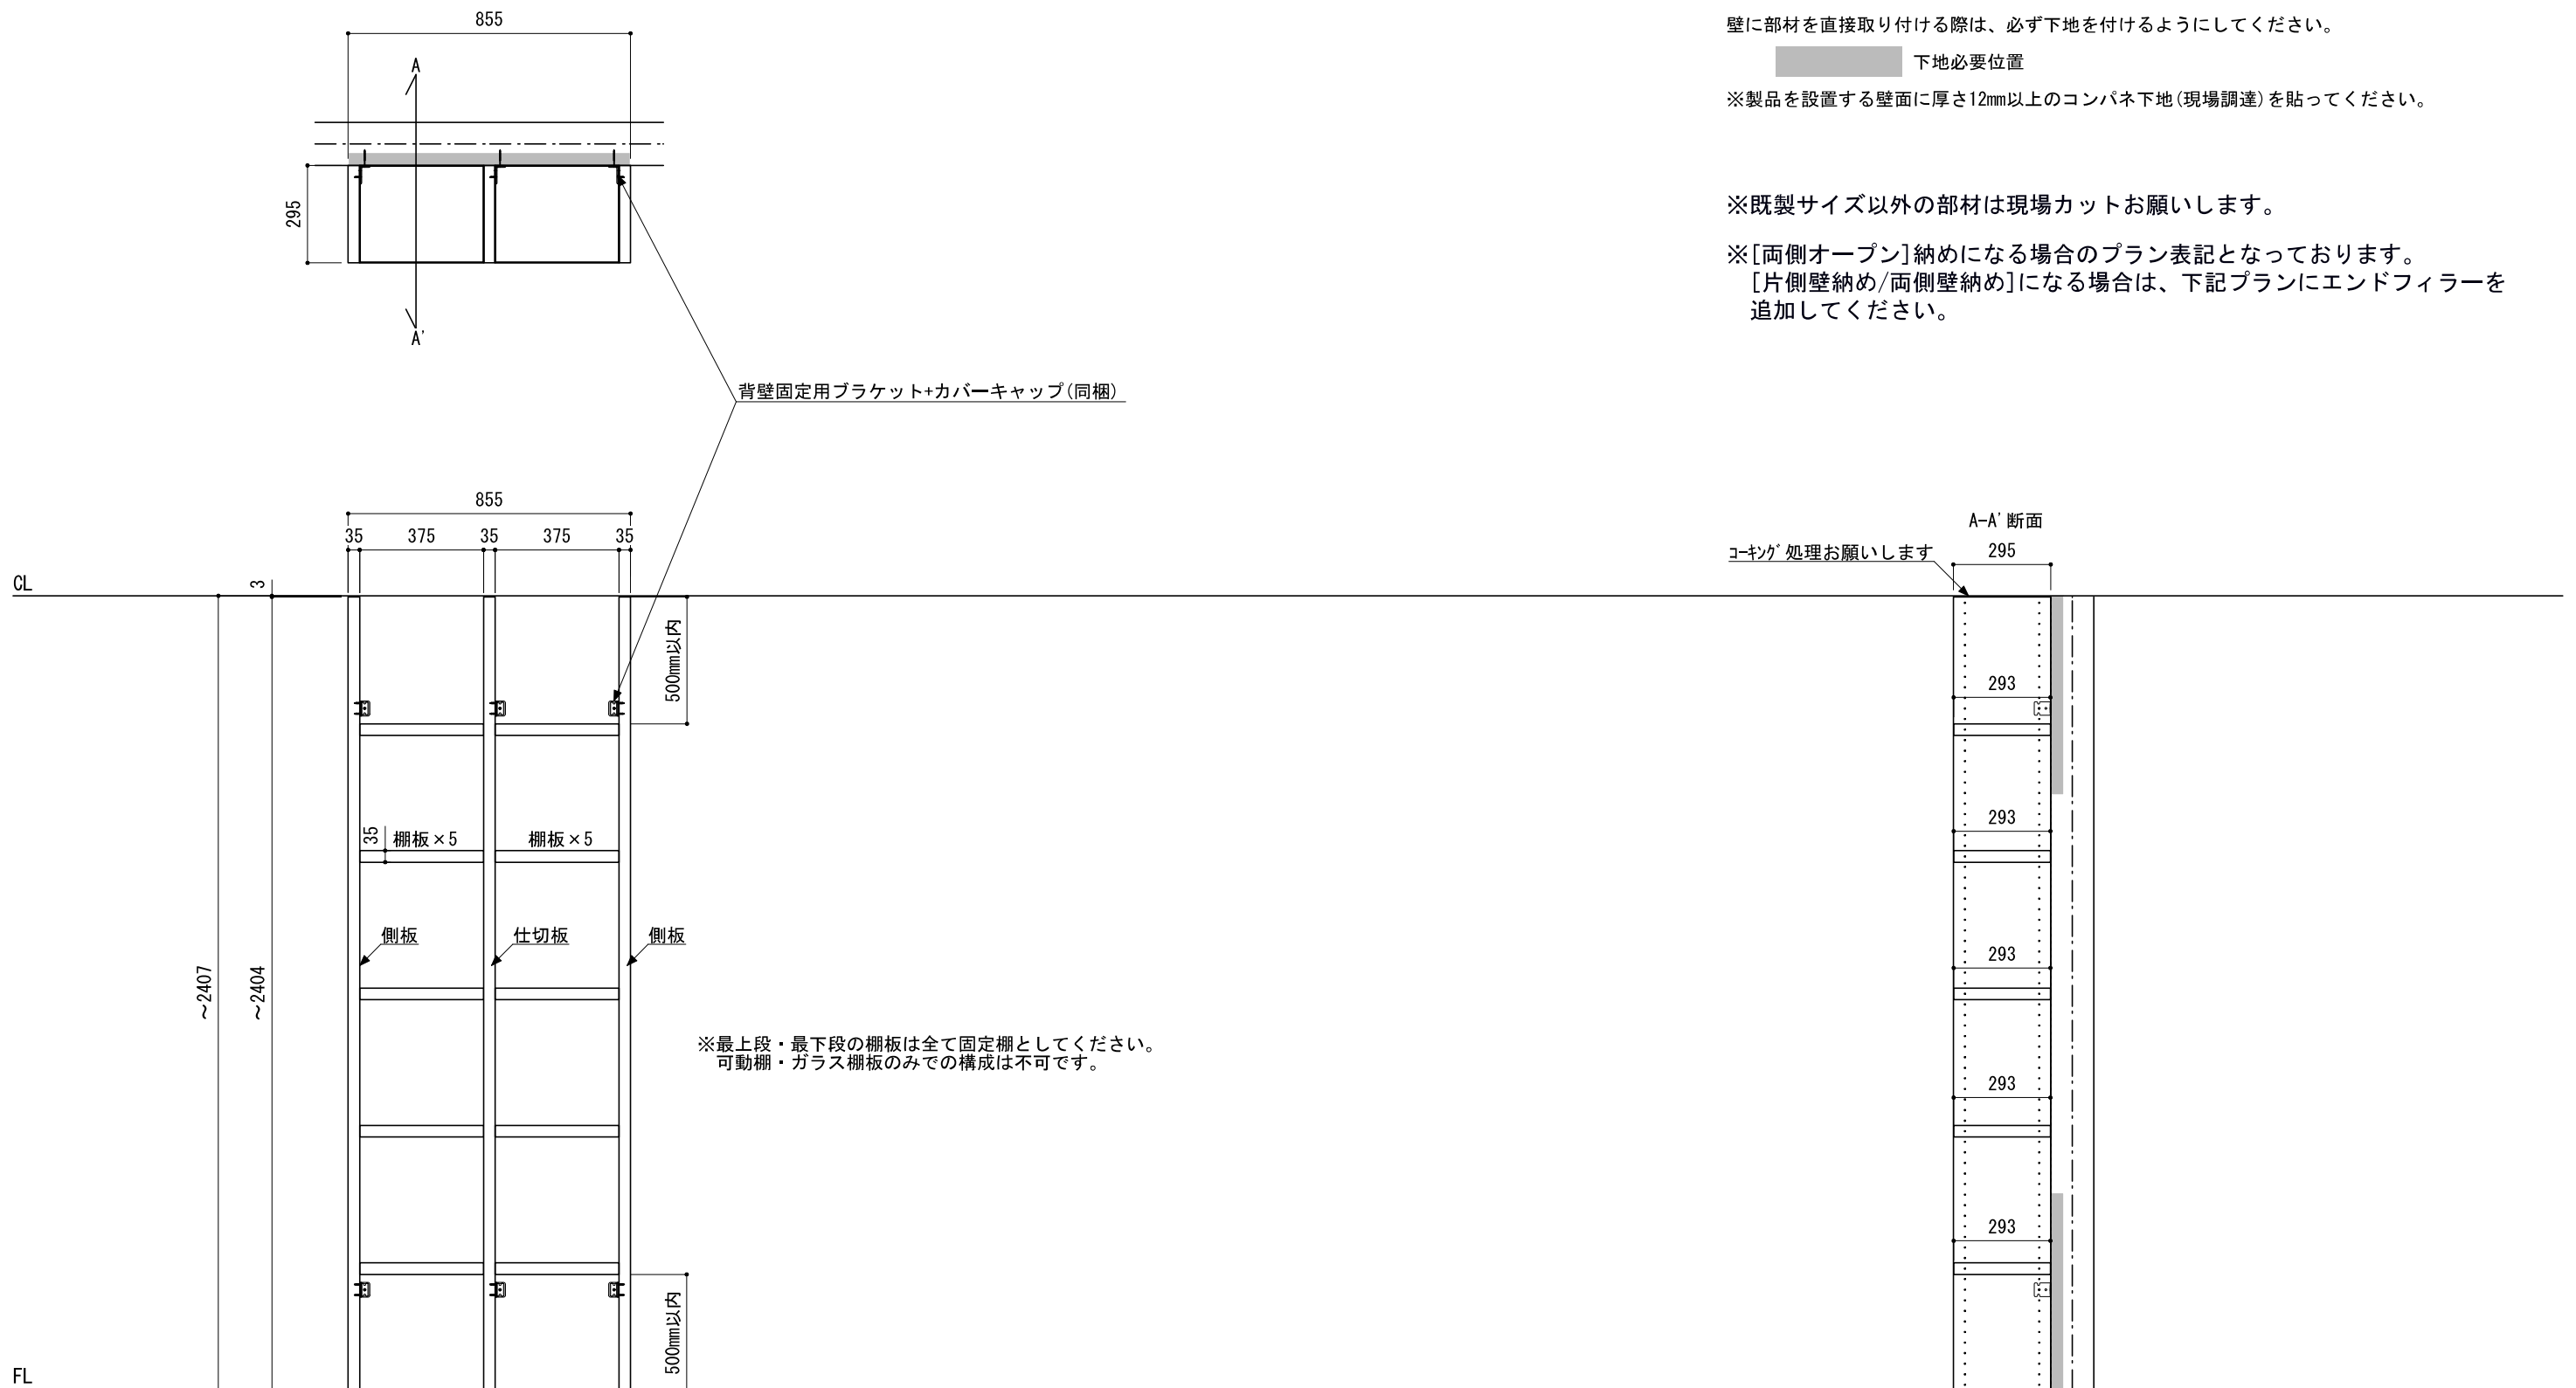 855
A
295
A'
壁に部材を直接取り付ける際は、必ず下地を付けるようにしてください。
下地必要位置
※製品を設置する壁面に厚さ12mm以上のコンパネ下地(現場調達)を貼ってください。
※既製サイズ以外の部材は現場カットお願いします。
※[両側オープン]納めになる場合のプラン表記となっております。
[片側壁納め/両側壁納め]になる場合は、下記プランにエンドフィラーを
追加してください。
背壁固定用ブラケット+カバーキャップ(同梱)
855
35 375 35 375 35
A-A'断面
ｺｰｷﾝｸﾞ処理お願いします
295
CL
3
500mm以内
293
35
棚板×5
棚板×5
293
側板
仕切板
側板
293
～2407
～2404
※最上段・最下段の棚板は全て固定棚としてください。
可動棚・ガラス棚板のみでの構成は不可です。
293
293
500mm以内
FL